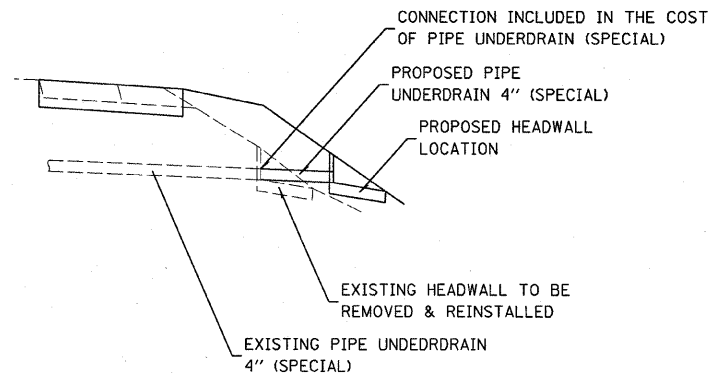 CONNECTION INCLUDED IN THE COST
OF PIPE UNDERDRAIN (SPECIAL)
PROPOSED PIPE
UNDERDRAIN 4" (SPECIAL)
PROPOSED HEADWALL
LOCATION
EXISTING HEADWALL TO BE
REMOVED & REINSTALLED
EXISTING PIPE UNDEDRDRAIN
4" (SPECIAL)